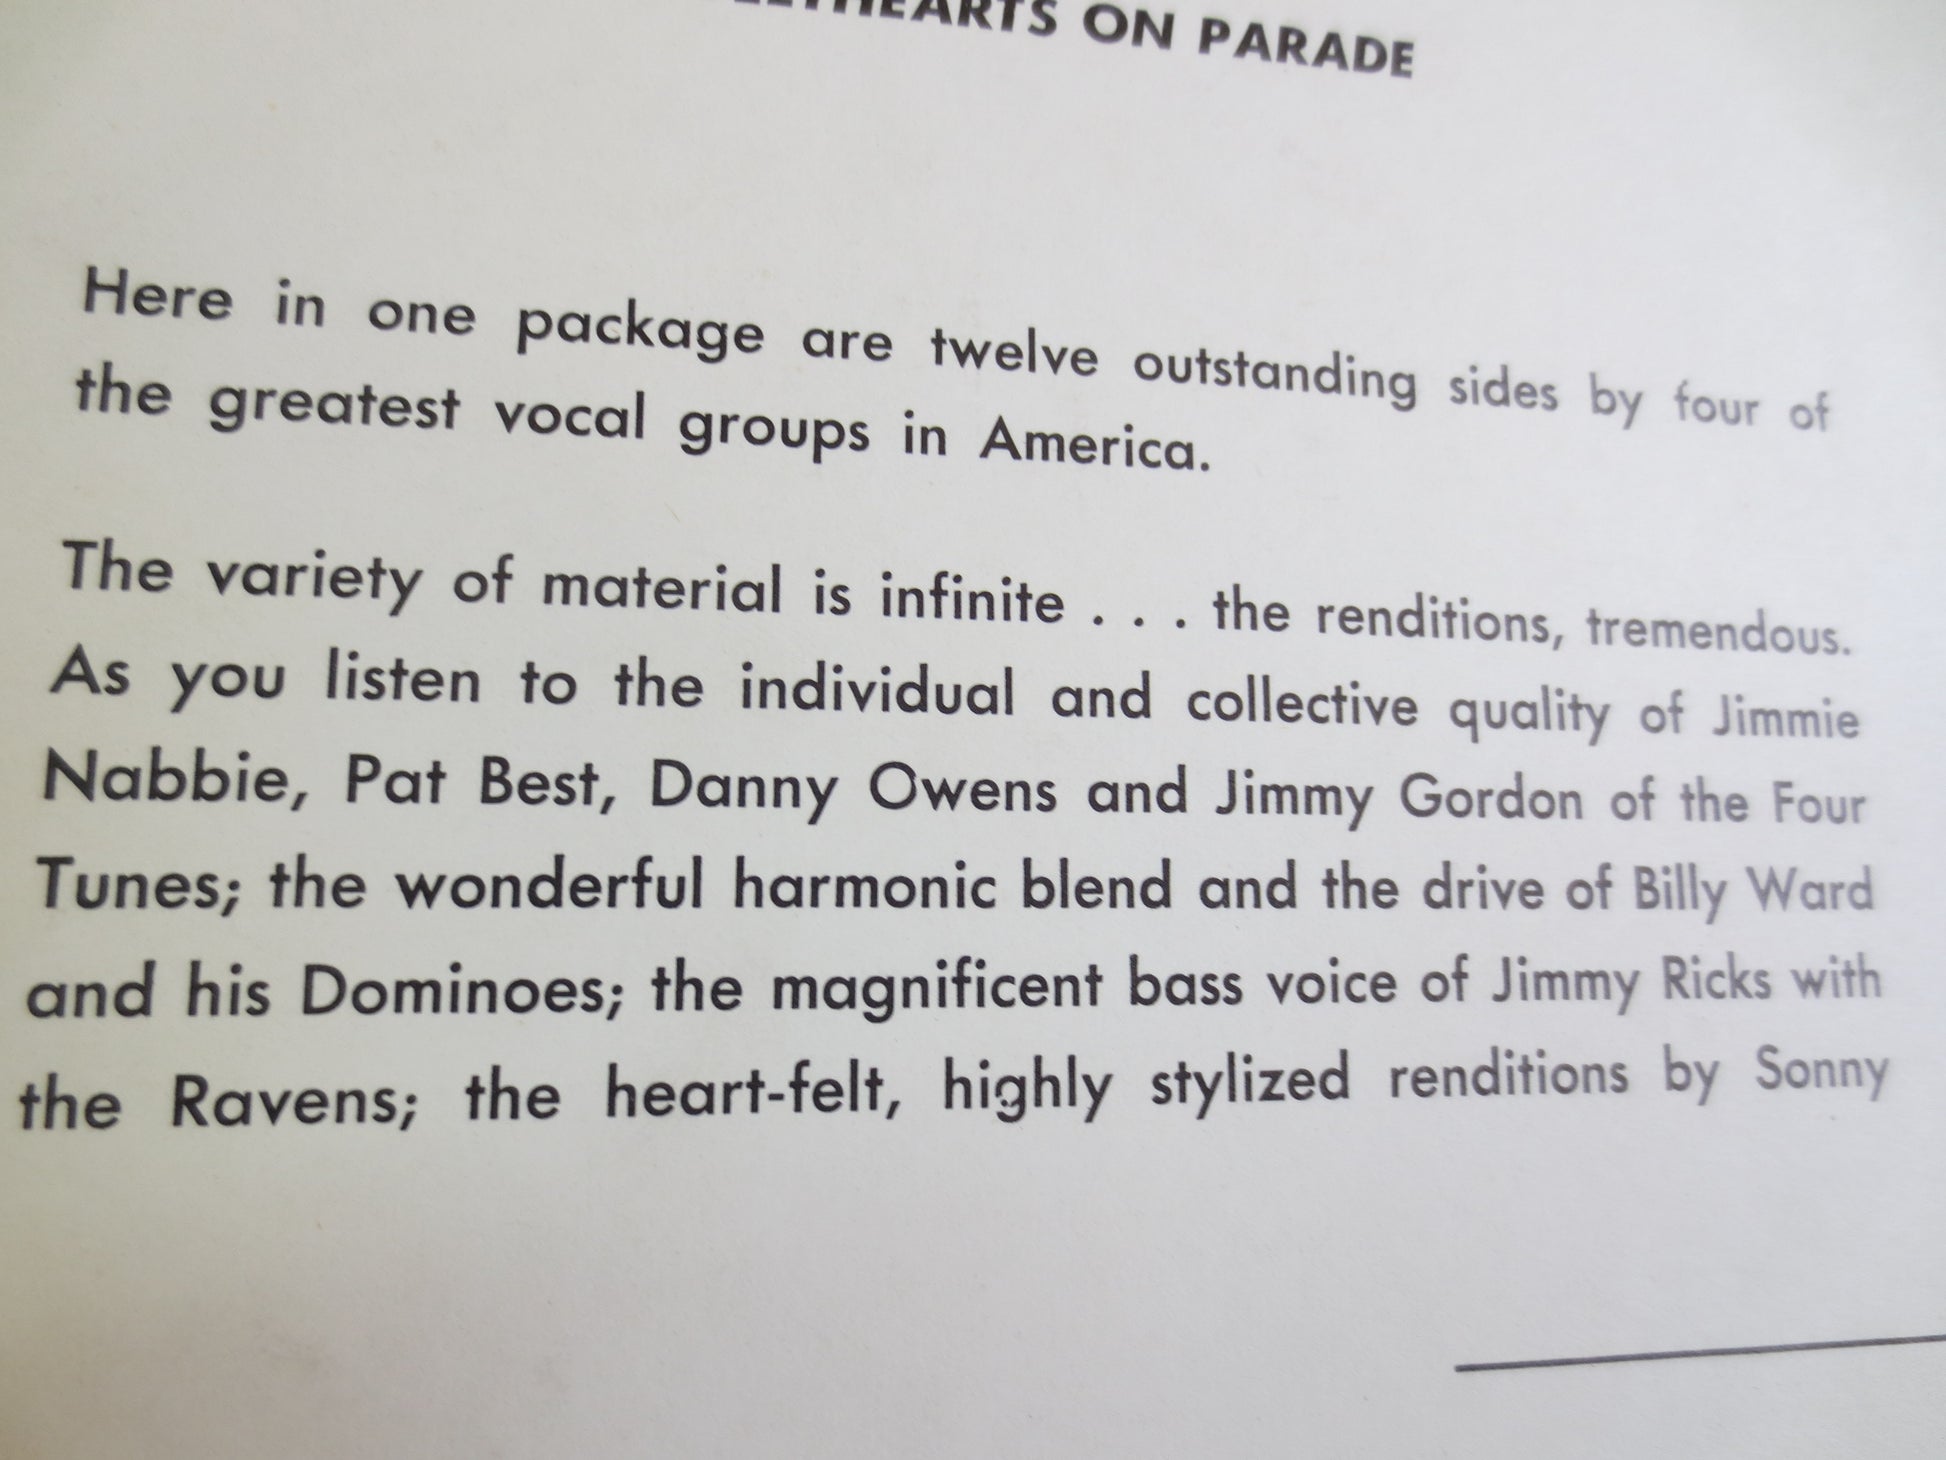 ETHEARTS ON PARADE
Here in one package are twelve outstanding sides by four of
the greatest vocal groups in America.
The variety of material is infinite . . . the renditions, tremendous.
As you listen to the individual and collective quality of Jimmie
Nabbie, Pat Best, Danny Owens and Jimmy Gordon of the Four
Tunes; the wonderful harmonic blend and the drive of Billy Ward
and his Dominoes; the magnificent bass voice of Jimmy Ricks with
the Ravens; the heart-felt, highly stylized renditions by Sonny